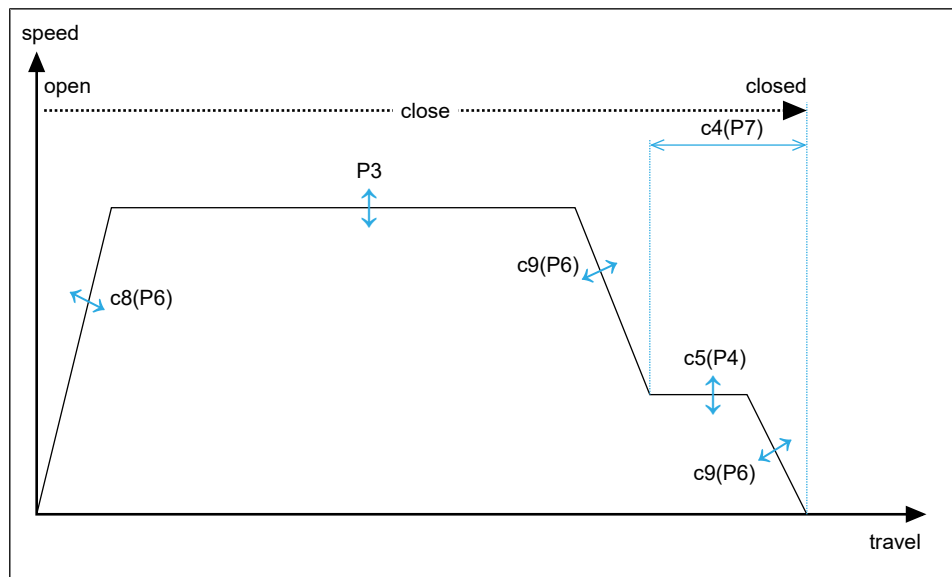 speed
open
closed
close
c4(P7)
P3
c9(P6)
c8(P6)
c5(P4)
c9(P6)
travel